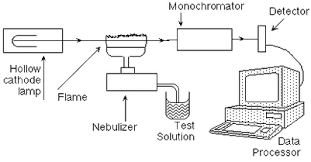 Monochromator
Detector
Hollow
cathode
lamp
Flame
Nebulizer
Test
Solution
Data
Processor